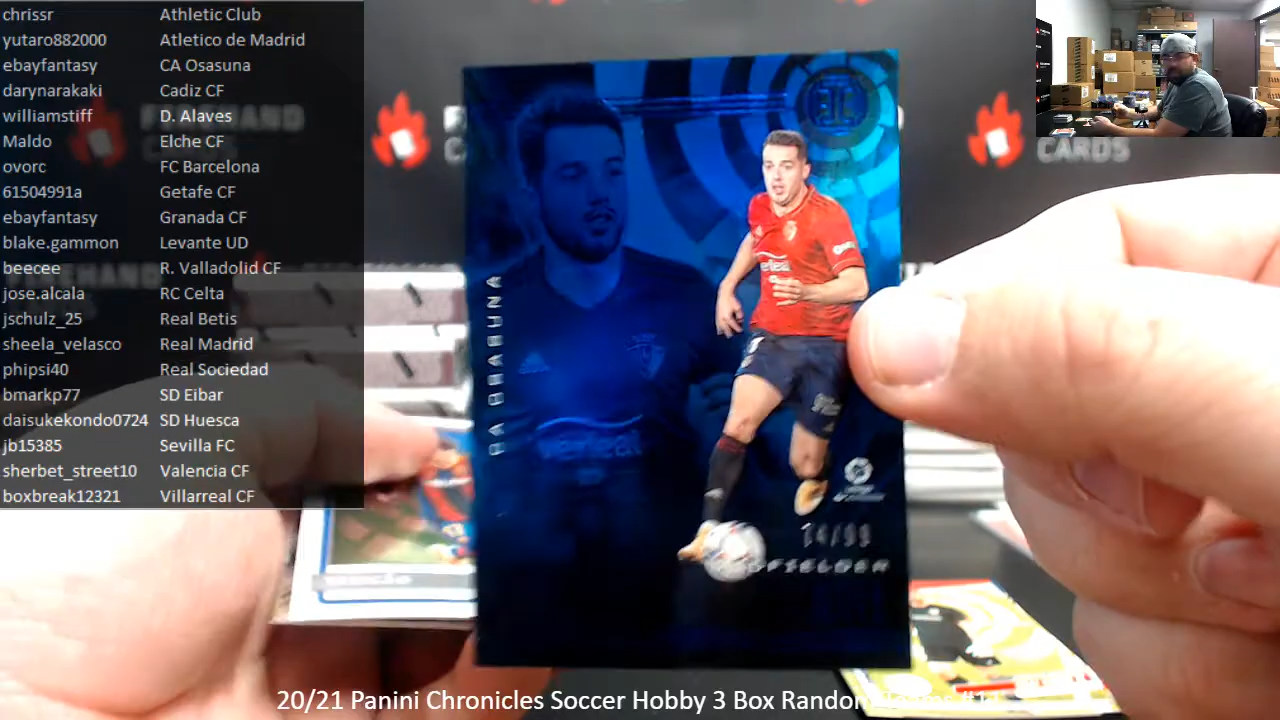 chrissr Athletic Club
yutaro882000 Atletico de Madrid
ebayfantasy CA Osasuna
darynarakaki Cadiz CF
williamstiff D. Alaves
Maldo Elche CF
ovorc FC Barcelona
61504991a Getafe CF
ebayfantasy Granada CF
blake.gammon Levante UD
beecee R. Valladolid CF
jose.alcala RC Celta
jschulz_25 Real Betis
sheela_velasco Real Madrid
phipsi40 Real Sociedad
bmarkp77 SD Eibar
daisukekondo0724 SD Huesca
jb15385 Sevilla FC
sherbet_street10 Valencia CF
boxbreak12321 Villarreal CF
CARDS
74/99
20/21 Panini Chronicles Soccer Hobby 3 Box Random Teams